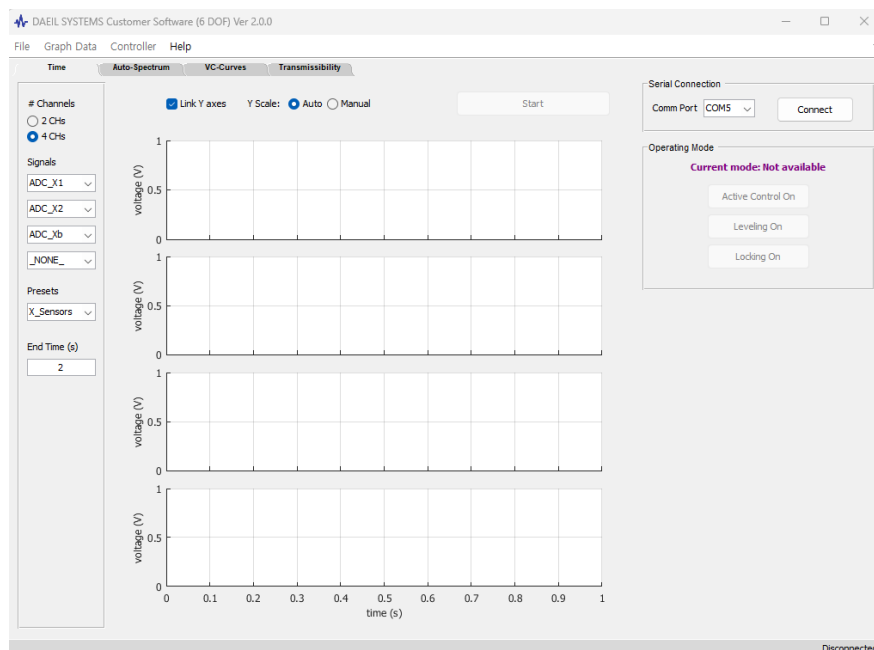 DAEIL SYSTEMS Customer Software (6 DOF) Ver 2.0.0
File Graph Data Controller Help
Time Auto-Spectrum VC-Curves Transmissibility
# Channels
2 CHs
4 CHs
Signals
ADC_X1
ADC_X2
ADC_Xb
_NONE_
Presets
X_Sensors
End Time (s)
2
Link Y axes Y Scale: Auto Manual Start
1
0.5
0
voltage (V)
1
0.5
0
voltage (V)
1
0.5
0
voltage (V)
1
0.5
0
voltage (V)
0 0.1 0.2 0.3 0.4 0.5 0.6 0.7 0.8 0.9 1
time (s)
Serial Connection
Comm Port COM5 Connect
Operating Mode
Current mode: Not available
Active Control On
Leveling On
Locking On
Disconnected